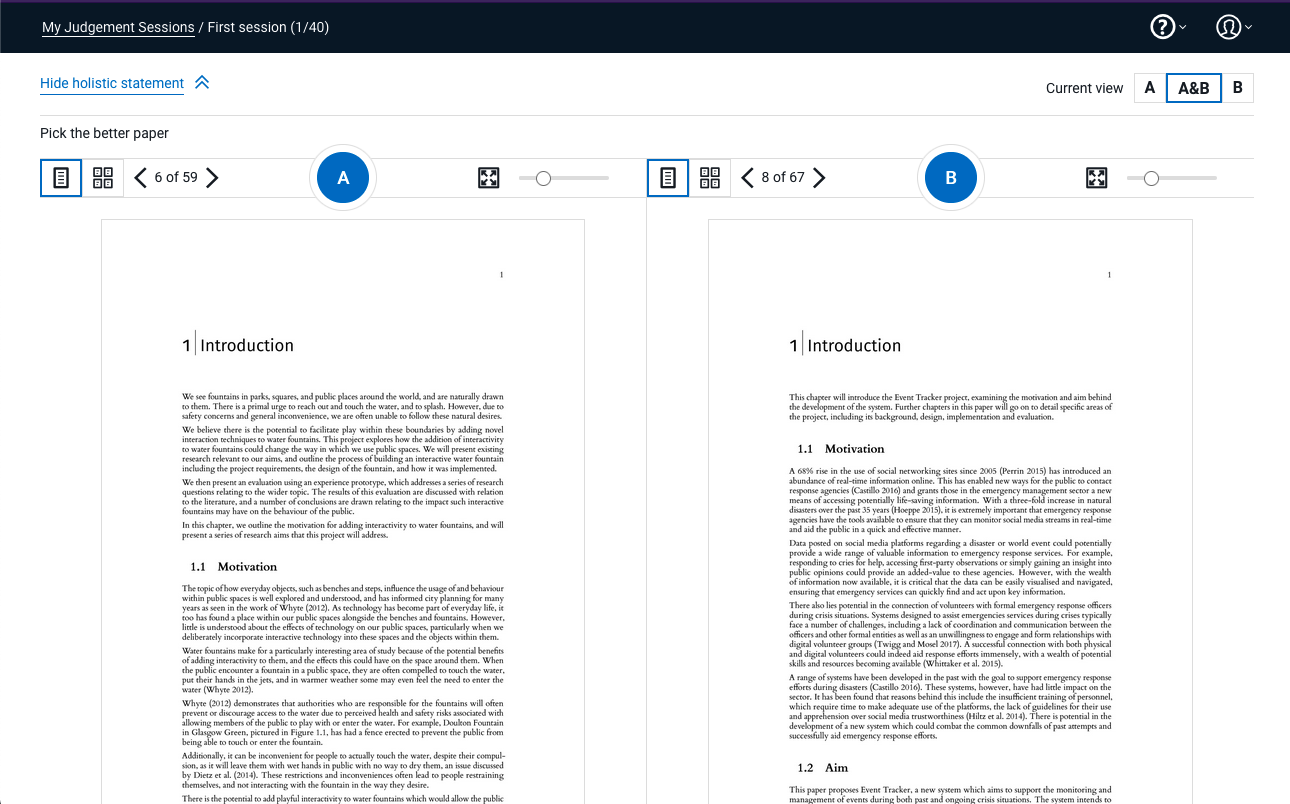 My Judgement Sessions / First session (1/40)
Hide holistic statement
Current view A A&B B
Pick the better paper
6 of 59
A
8 of 67
B
1
1 Introduction
We see fountains in parks, squares, and public places around the world, and are naturally drawn
to them. There is a primal urge to reach out and touch the water, and to splash. However, due to
safety concerns and general inconvenience, we are often unable to follow these natural desires.
We believe there is the potential to facilitate play within these boundaries by adding novel
interaction techniques to water fountains. This project explores how the addition of interactivity
to water fountains could change the way in which we use public spaces. We will present existing
research relevant to our aims, and outline the process of building an interactive water fountain
including the project requirements, the design of the fountain, and how it was implemented.
We then present an evaluation using an experience prototype, which addresses a series of research
questions relating to the wider topic. The results of this evaluation are discussed with relation
to the literature, and a number of conclusions are drawn relating to the impact such interactive
fountains may have on the behaviour of the public.
In this chapter, we outline the motivation for adding interactivity to water fountains, and will
present a series of research aims that this project will address.
1.1 Motivation
The topic of how everyday objects, such as benches and steps, influence the usage of and behaviour
within public spaces is well explored and understood, and has informed city planning for many
years as seen in the work of Whyte (2012). As technology has become part of everyday life, it
too has found a place within our public spaces alongside the benches and fountains. However,
little is understood about the effects of technology on our public spaces, particularly when we
deliberately incorporate interactive technology into these spaces and the objects within them.
Water fountains make for a particularly interesting area of study because of the potential benefits
of adding interactivity to them, and the effects this could have on the space around them. When
the public encounter a fountain in a public space, they are often compelled to touch the water,
put their hands in the jets, and in warmer weather some may even feel the need to enter the
water (Whyte 2012).
Whyte (2012) demonstrates that authorities who are responsible for the fountains will often
prevent or discourage access to the water due to perceived health and safety risks associated with
allowing members of the public to play with or enter the water. For example, Doulton Fountain
in Glasgow Green, pictured in Figure 1.1, has had a fence erected to prevent the public from
being able to touch or enter the fountain.
Additionally, it can be inconvenient for people to actually touch the water, despite their compul-
sion, as it will leave them with wet hands in public with no way to dry them, an issue discussed
by Dietz et al. (2014). These restrictions and inconveniences often lead to people restraining
themselves, and not interacting with the fountain in the way they desire.
There is the potential to add playful interactivity to water fountains which would allow the public
1
1 Introduction
This chapter will introduce the Event Tracker project, examining the motivation and aim behind
the development of the system. Further chapters in this paper will go on to detail specific areas of
the project, including its background, design, implementation and evaluation.
1.1 Motivation
A 68% rise in the use of social networking sites since 2005 (Perrin 2015) has introduced an
abundance of real-time information online. This has enabled new ways for the public to contact
response agencies (Castillo 2016) and grants those in the emergency management sector a new
means of accessing potentially life-saving information. With a three-fold increase in natural
disasters over the past 35 years (Hoeppe 2015), it is extremely important that emergency response
agencies have the tools available to ensure that they can monitor social media streams in real-time
and aid the public in a quick and effective manner.
Data posted on social media platforms regarding a disaster or world event could potentially
provide a wide range of valuable information to emergency response services. For example,
responding to cries for help, accessing first-party observations or simply gaining an insight into
public opinions could provide an added-value to these agencies. However, with the wealth
of information now available, it is critical that the data can be easily visualised and navigated,
ensuring that emergency services can quickly find and act upon key information.
There also lies potential in the connection of volunteers with formal emergency response officers
during crisis situations. Systems designed to assist emergencies services during crises typically
face a number of challenges, including a lack of coordination and communication between the
officers and other formal entities as well as an unwillingness to engage and form relationships with
digital volunteer groups (Twigg and Mosel 2017). A successful connection with both physical
and digital volunteers could indeed aid response efforts immensely, with a wealth of potential
skills and resources becoming available (Whittaker et al. 2015).
A range of systems have been developed in the past with the goal to support emergency response
efforts during disasters (Castillo 2016). These systems, however, have had little impact on the
sector. It has been found that reasons behind this include the insufficient training of personnel,
which require time to make adequate use of the platforms, the lack of guidelines for their use
and apprehension over social media trustworthiness (Hiltz et al. 2014). There is potential in the
development of a new system which could combat the common downfalls of past attempts and
successfully aid emergency response efforts.
1.2 Aim
This paper proposes Event Tracker, a new system which aims to support the monitoring and
management of events during both past and ongoing crisis situations. The system intends to